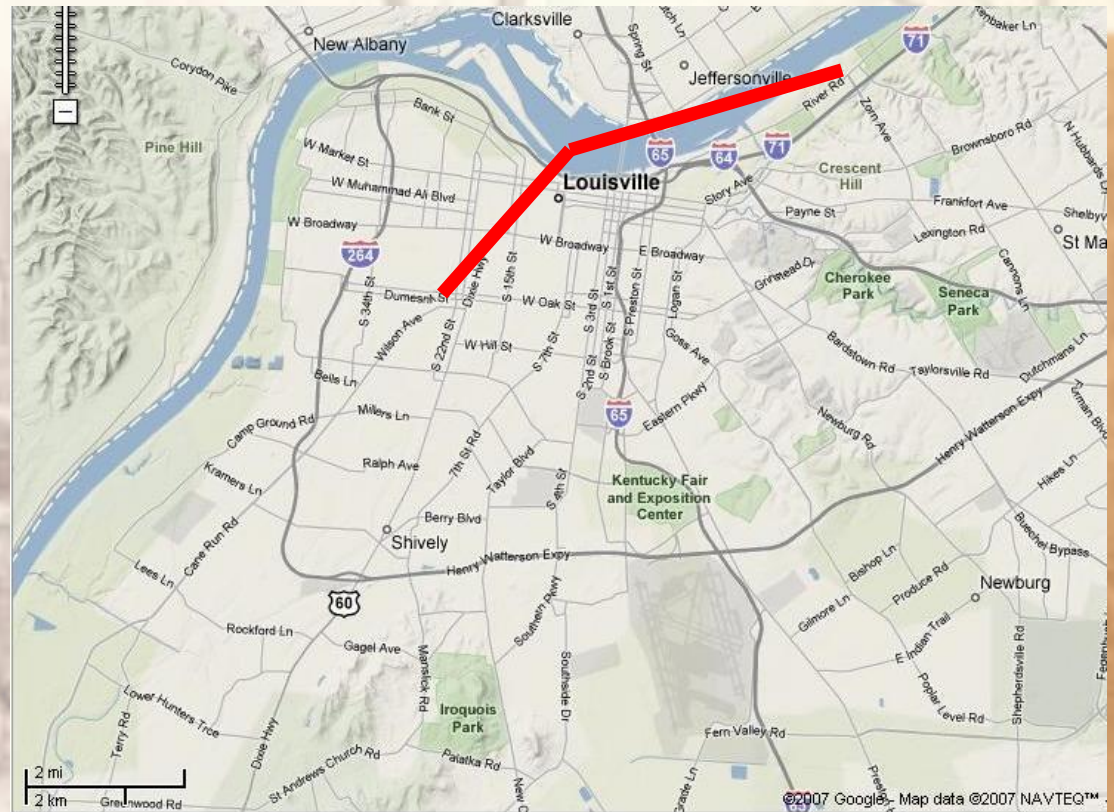 Clarksville
New Albany
Corydon Pike
Spring St
71
Jeffersonville
River Rd
Zorn Ave
Brownsboro Rd
N Hubbards
Bank St
Pine Hill
W Market St
65
64
71
Crescent
Hill
W Muhammad Ali Blvd
Louisville
Story Ave
Frankfort Ave
Payne St
Lexington Rd
W Broadway
W Broadway
E Broadway
264
Grinstead Dr
Cannons Ln
Cherokee
Park
Seneca
Park
S 34th St
Dumesnil St
Dixie Hwy
S 15th St
W Oak St
S 3rd St
S 1st St
S Preston St
Logan St
Wilson Ave
S 22nd St
W Hill St
S 7th St
S 2nd St
S Brook St
Goss Ave
Bardstown Rd
Taylorsville Rd
Dutchmans Ln
Bells Ln
Millers Ln
65
Eastern Pkwy
Newburg Rd
Henry Watterson Expy
Camp Ground Rd
Ralph Ave
7th St Rd
Taylor Blvd
S 4th St
Kramers Ln
Kentucky Fair
and Exposition
Center
Hikes Ln
Berry Blvd
Shively
Cane Run Rd
Buechel Bypass
Lees Ln
Henry Watterson Expy
Bishop Ln
Produce Rd
Newburg
60
Gilmore Ln
Rockford Ln
Gagel Ave
Manslick Rd
Southern Pkwy
Southside Dr
E Indian Trail
Shepherdsville Rd
Poplar Level Rd
Lower Hunters Trce
Terry Rd
Dixie Hwy
Iroquois
Park
St Andrews Church Rd
Palatka Rd
Fern Valley Rd
2 mi
2 km
Greenwood Rd
65
©2007 Google - Map data ©2007 NAVTEQ™